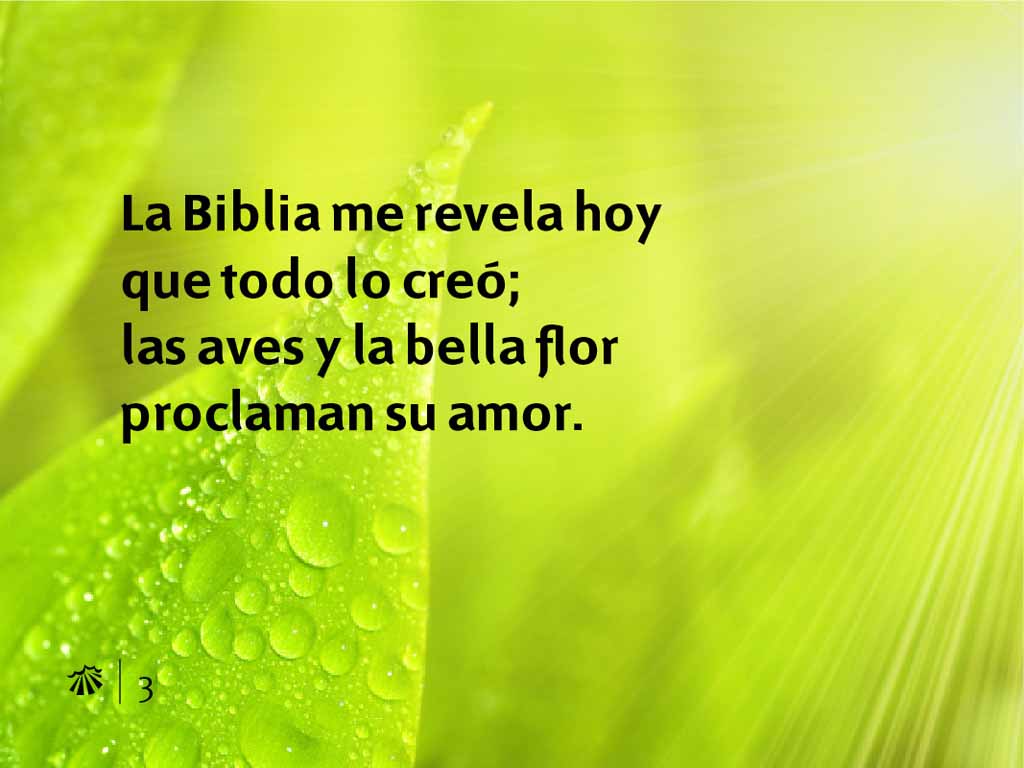 La Biblia me revela hoy
que todo lo creó;
las aves y la bella flor
proclaman su amor.
3